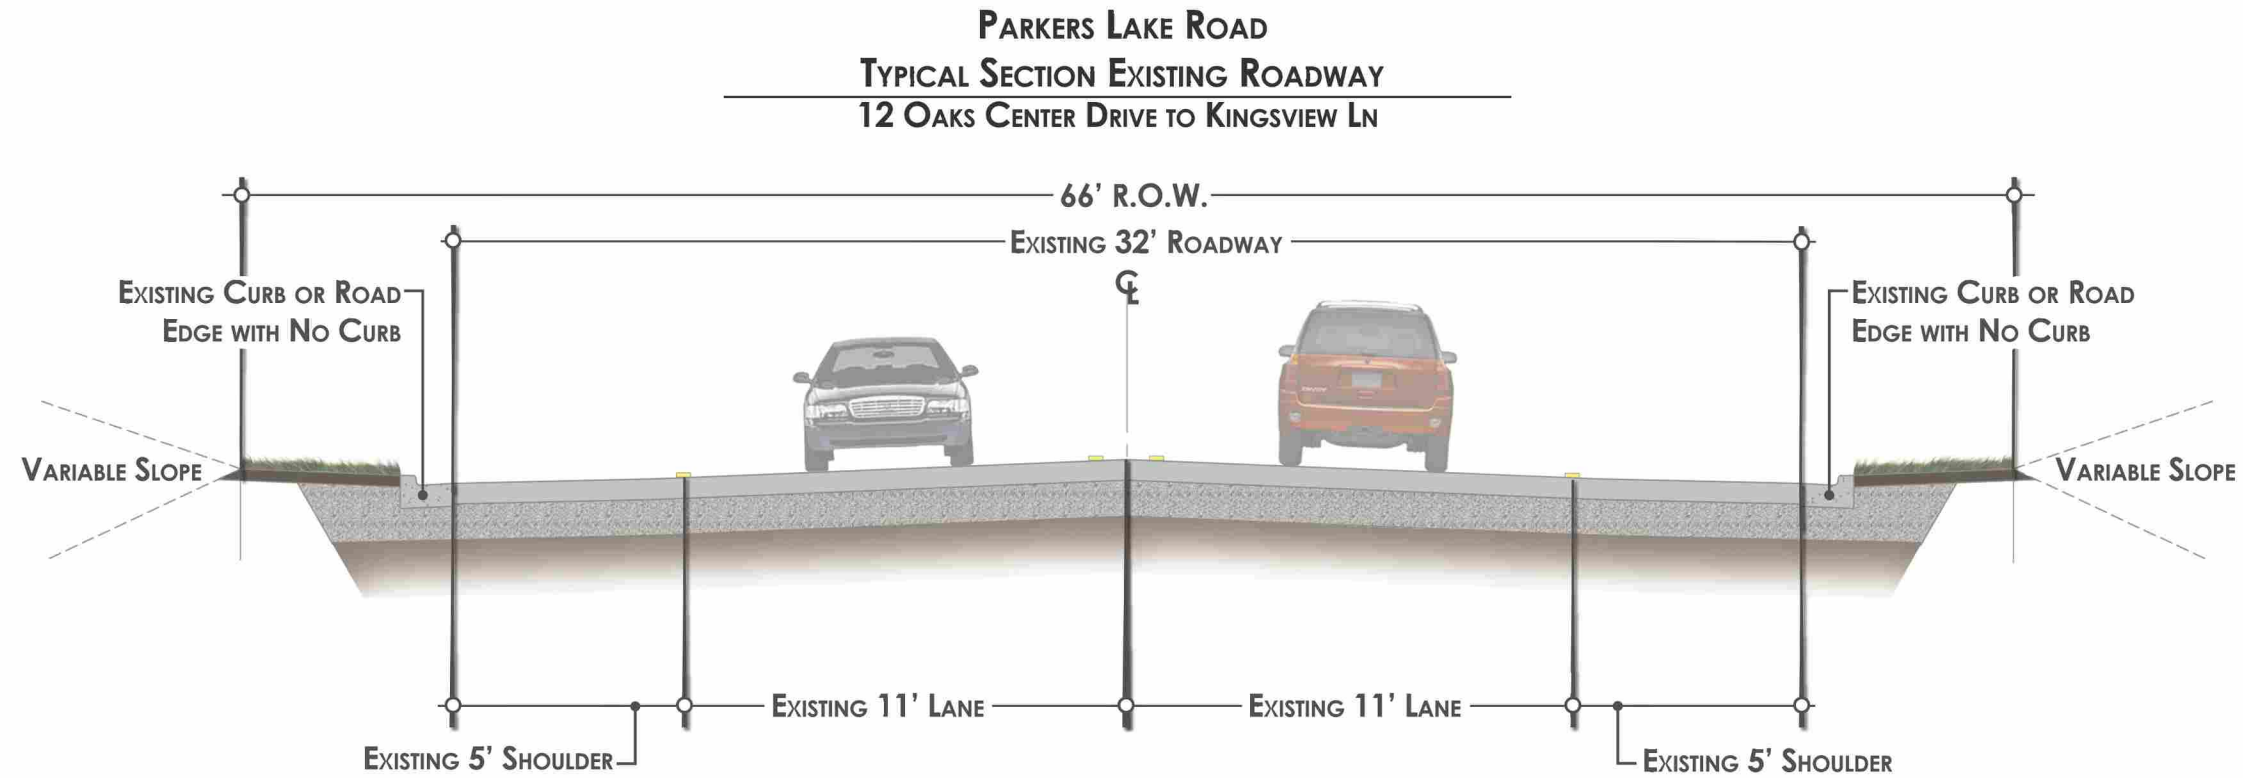 PARKERS LAKE ROAD
TYPICAL SECTION EXISTING ROADWAY
12 OAKS CENTER DRIVE TO KINGSVIEW LN
66' R.O.W.
EXISTING 32' ROADWAY
℄
EXISTING CURB OR ROAD
EDGE WITH NO CURB
EXISTING CURB OR ROAD
EDGE WITH NO CURB
VARIABLE SLOPE
VARIABLE SLOPE
EXISTING 11' LANE
EXISTING 11' LANE
EXISTING 5' SHOULDER
EXISTING 5' SHOULDER